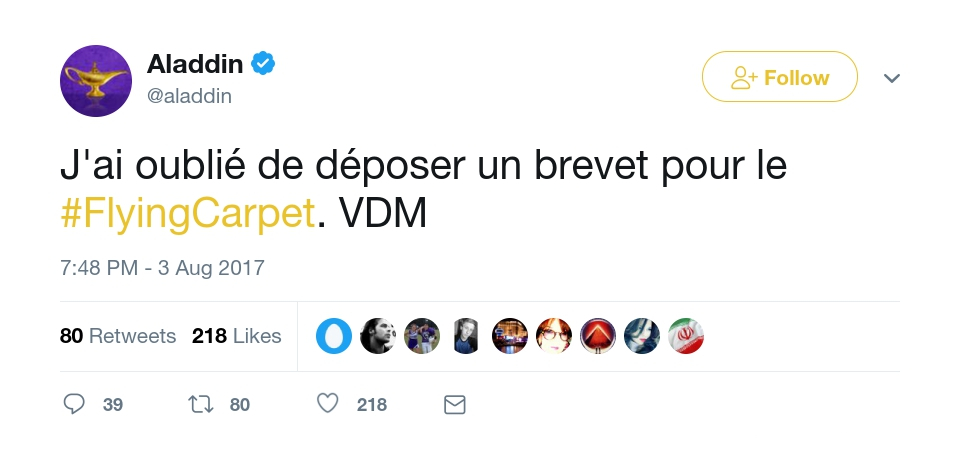 Aladdin
Follow
@aladdin
J'ai oublié de déposer un brevet pour le
#FlyingCarpet. VDM
7:48 PM - 3 Aug 2017
80 Retweets 218 Likes
39 80 218